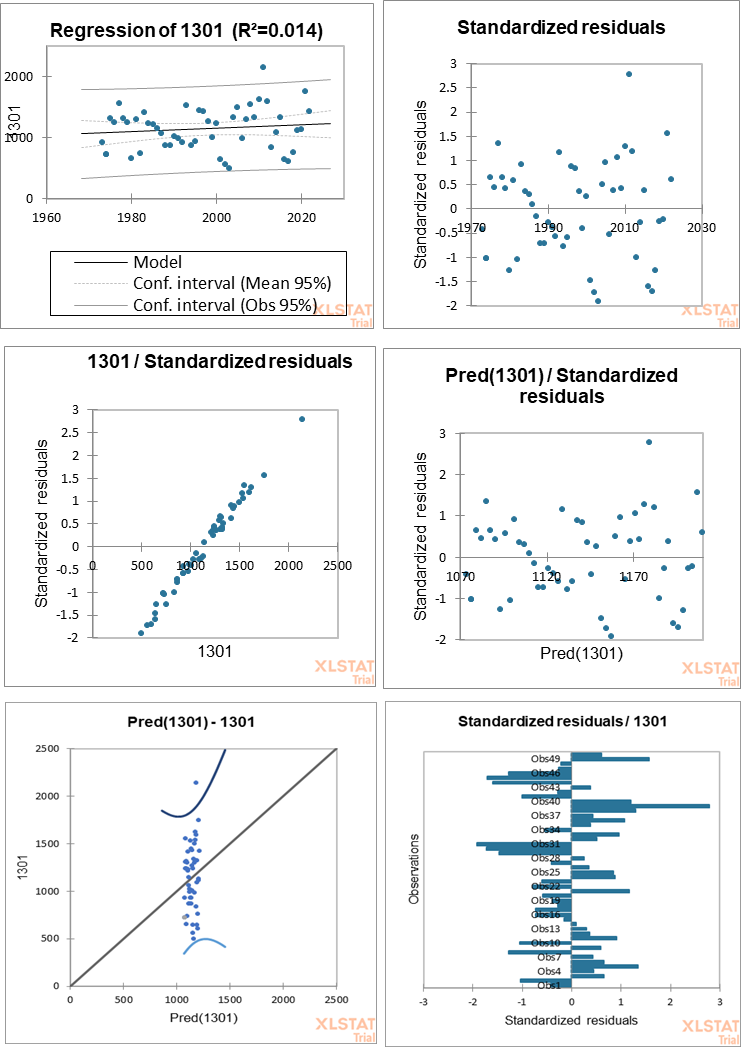 Regression of 1301 (R²=0.014)
1301
2000
1000
0
1960
1980
2000
2020
Model
Conf. interval (Mean 95%)
Conf. interval (Obs 95%)
XLSTAT
Trial
Standardized residuals
Standardized residuals
3
2.5
2
1.5
1
0.5
0
-0.5
-1
-1.5
-2
1970
1990
2010
2030
XLSTAT
Trial
1301 / Standardized residuals
Standardized residuals
3
2.5
2
1.5
1
0.5
0
-0.5
-1
-1.5
-2
0
500
1000
1500
2000
2500
1301
XLSTAT
Trial
Pred(1301) / Standardized
residuals
Standardized residuals
3
2
1
0
-1
-2
1070
1120
1170
Pred(1301)
XLSTAT
Trial
Pred(1301) - 1301
1301
2500
2000
1500
1000
500
0
0
500
1000
1500
2000
2500
Pred(1301)
XLSTAT
Trial
Standardized residuals / 1301
Observations
Obs49
Obs46
Obs43
Obs40
Obs37
Obs34
Obs31
Obs28
Obs25
Obs22
Obs19
Obs16
Obs13
Obs10
Obs7
Obs4
Obs1
-3
-2
-1
0
1
2
3
Standardized residuals
XLSTAT
Trial